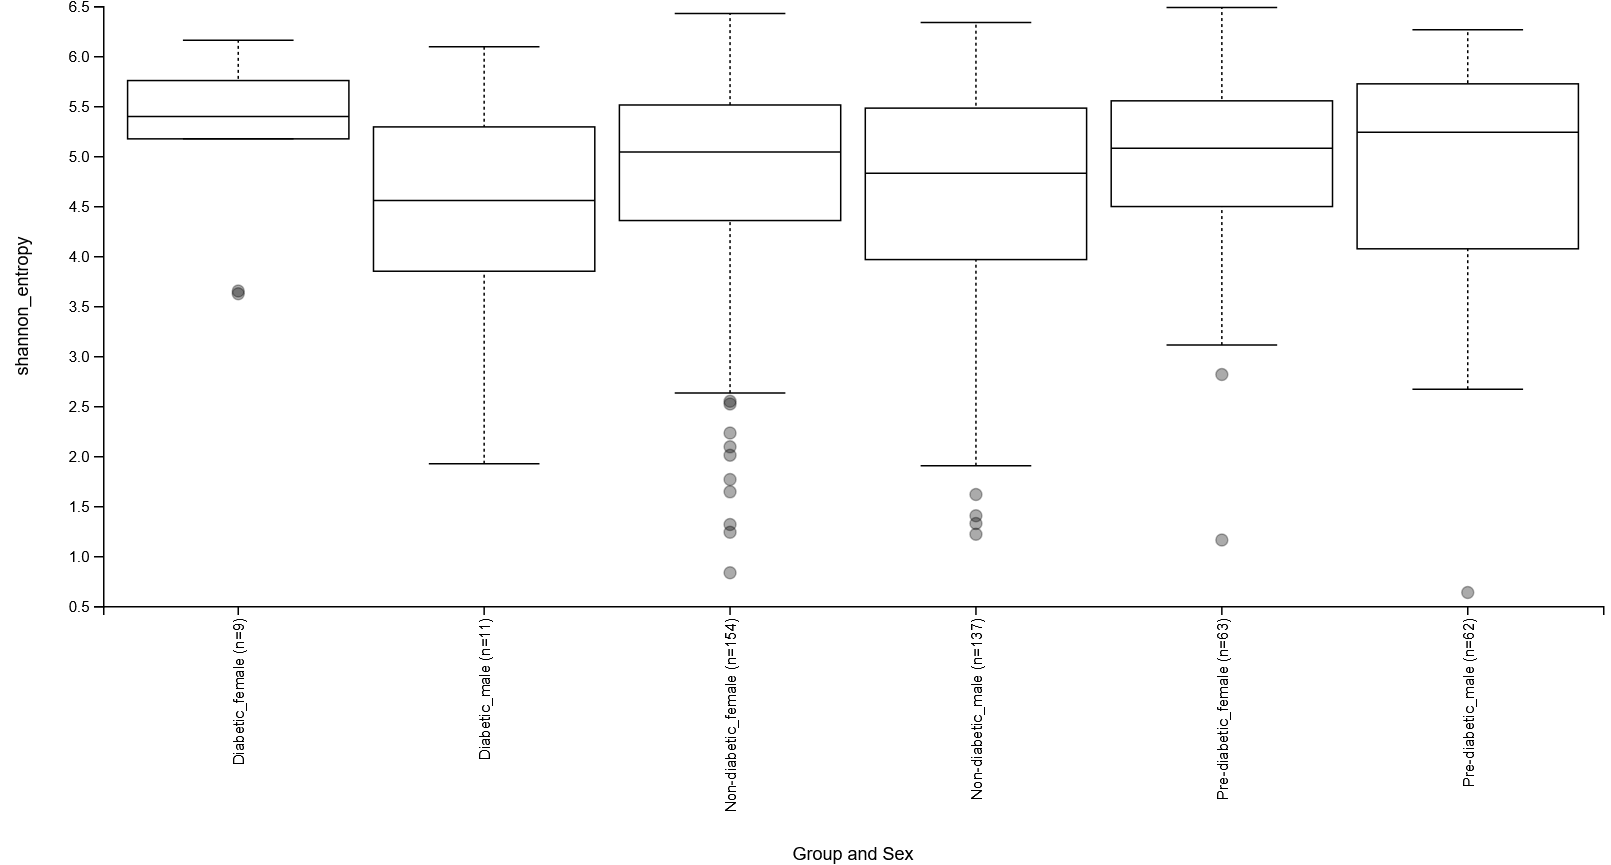 6.5
6.0
5.5
5.0
4.5
4.0
3.5
3.0
2.5
2.0
1.5
1.0
0.5
shannon_entropy
Diabetic_female (n=9)
Diabetic_male (n=11)
Non-diabetic_female (n=154)
Non-diabetic_male (n=137)
Pre-diabetic_female (n=63)
Pre-diabetic_male (n=62)
Group and Sex